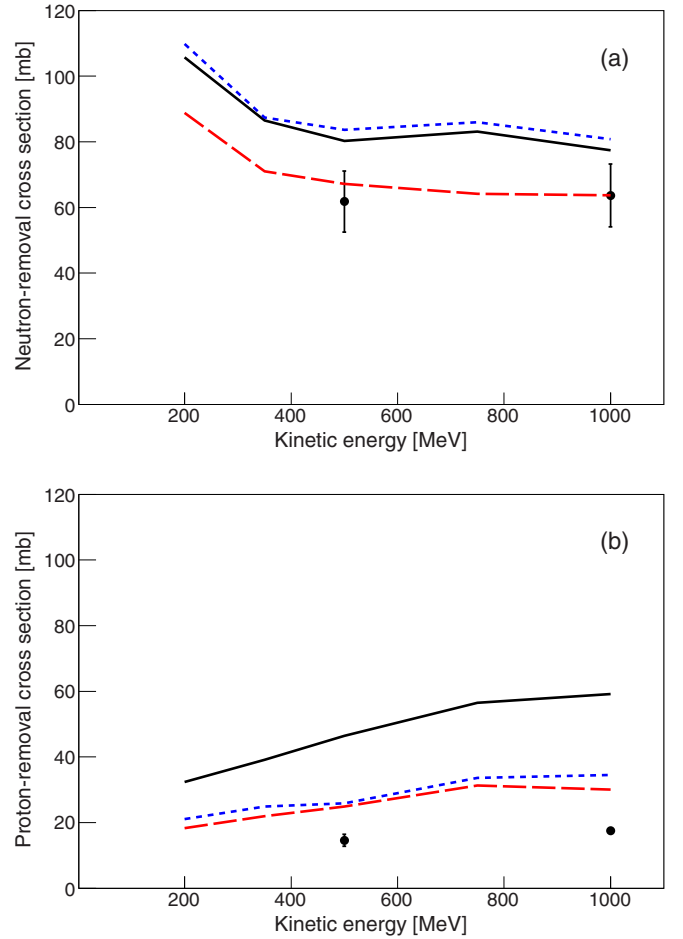 120
100
80
60
40
20
0
Neutron-removal cross section [mb]
(a)
200 400 600 800 1000
Kinetic energy [MeV]
120
100
80
60
40
20
0
Proton-removal cross section [mb]
(b)
200 400 600 800 1000
Kinetic energy [MeV]